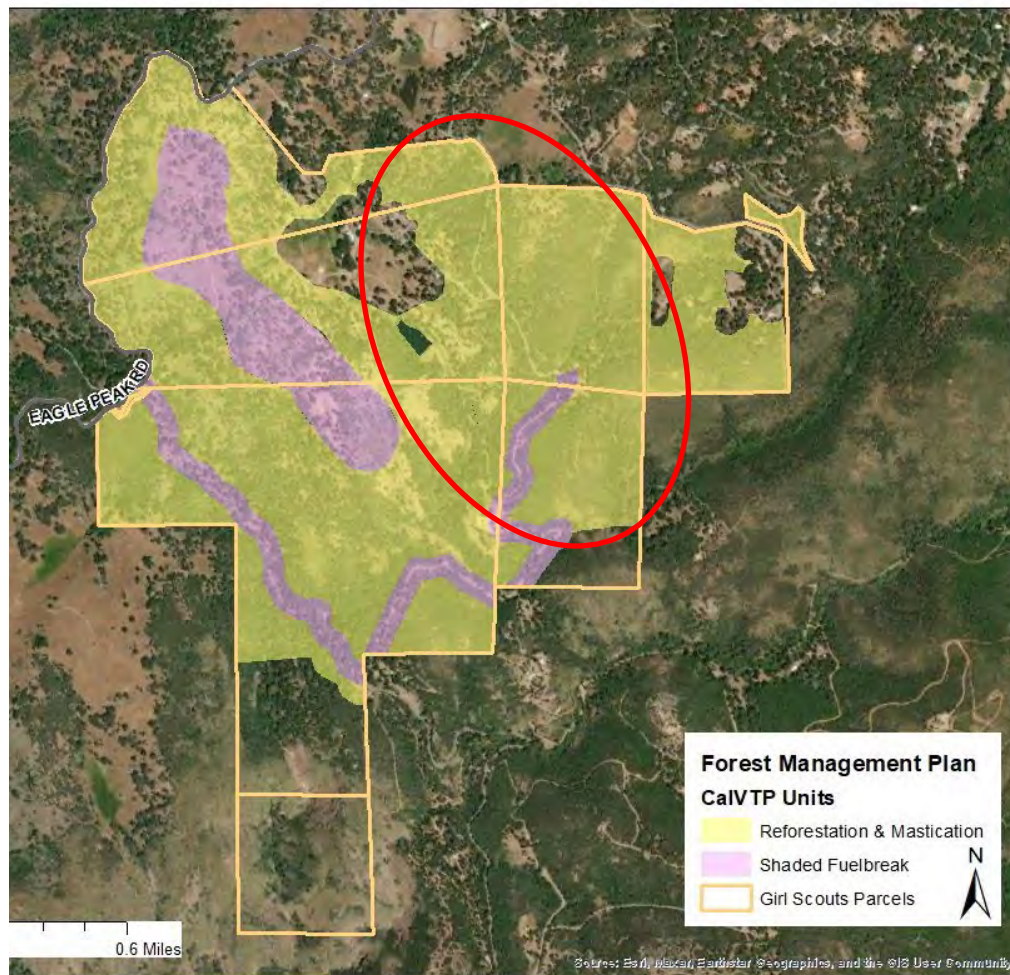 EAGLE PEAK RD
Forest Management Plan
CalVTP Units
Reforestation & Mastication
Shaded Fuelbreak
Girl Scouts Parcels
N
0.6 Miles
Source: Esri, Maxar, Earthstar Geographics, and the GIS User Community